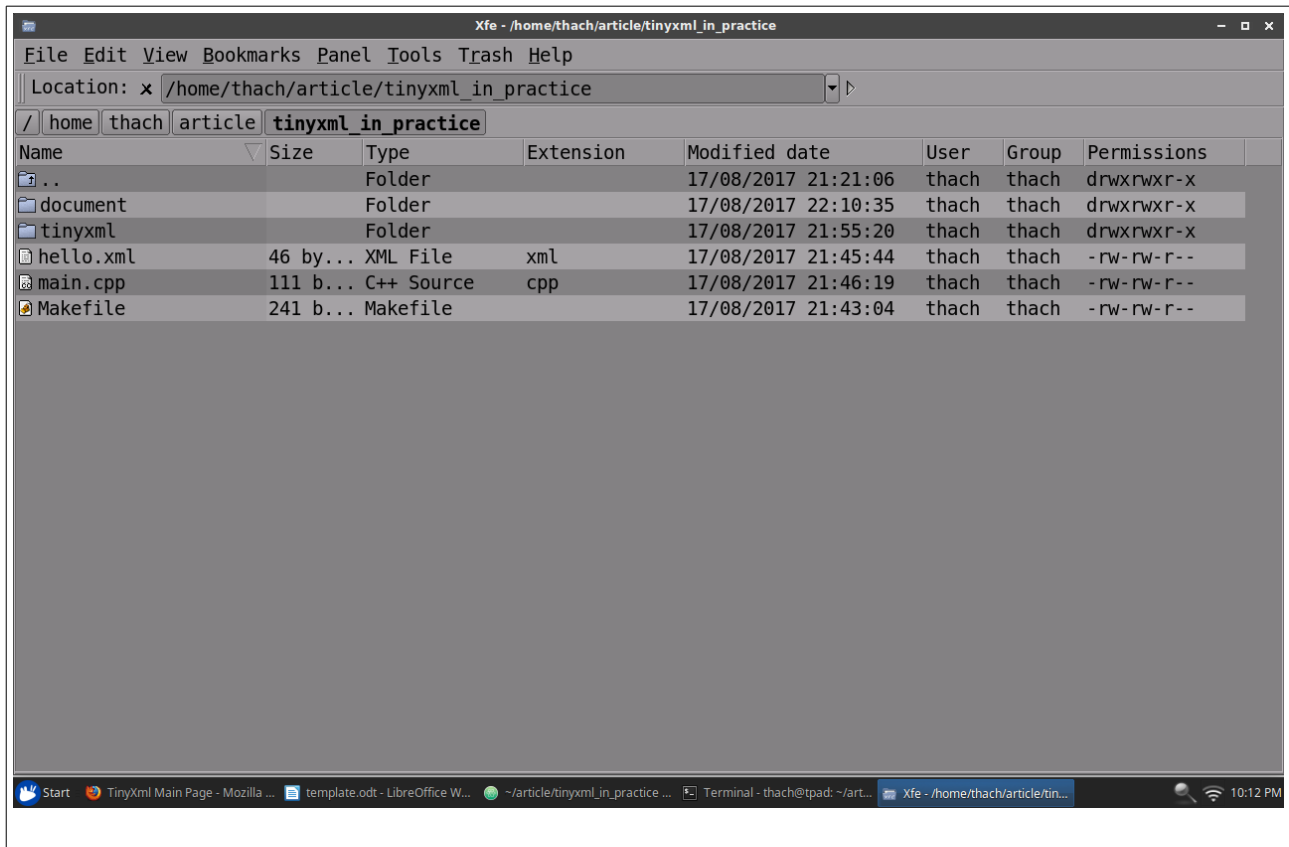 Xfe - /home/thach/article/tinyxml_in_practice
File Edit View Bookmarks Panel Tools Trash Help
Location: /home/thach/article/tinyxml_in_practice
/ home thach article tinyxml_in_practice
Name Size Type Extension Modified date User Group Permissions
.. Folder 17/08/2017 21:21:06 thach thach drwxrwxr-x
document Folder 17/08/2017 22:10:35 thach thach drwxrwxr-x
tinyxml Folder 17/08/2017 21:55:20 thach thach drwxrwxr-x
hello.xml 46 by... XML File xml 17/08/2017 21:45:44 thach thach -rw-rw-r--
main.cpp 111 b... C++ Source cpp 17/08/2017 21:46:19 thach thach -rw-rw-r--
Makefile 241 b... Makefile 17/08/2017 21:43:04 thach thach -rw-rw-r--
Start TinyXml Main Page - Mozilla ... template.odt - LibreOffice W... ~/article/tinyxml_in_practice ... Terminal - thach@tpad: ~/art... Xfe - /home/thach/article/tin... 10:12 PM